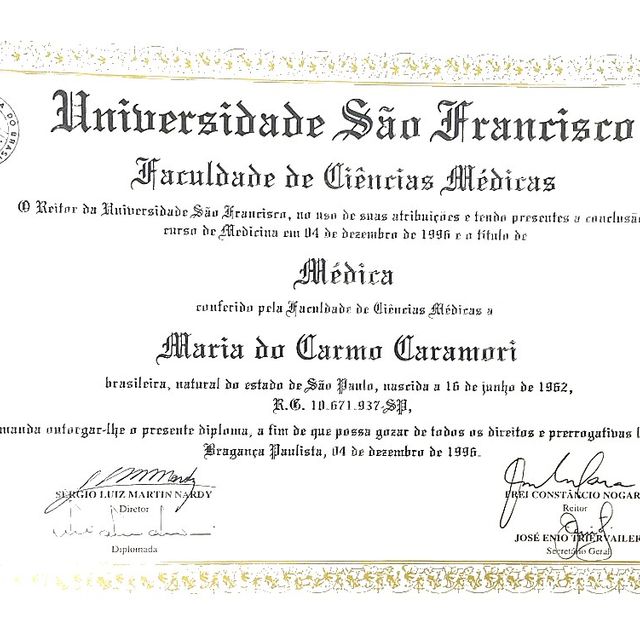 A DO BRASIL
Universidade São Francisco
Faculdade de Ciências Médicas
O Reitor da Universidade São Francisco, no uso de suas atribuições e tendo presentes a conclusão
curso de Medicina em 04 de dezembro de 1996 e o título de
Médica
conferido pela Faculdade de Ciências Médicas a
Maria do Carmo Caramori
brasileira, natural do estado de São Paulo, nascida a 16 de junho de 1962,
R.G. 10.671.937-SP,
manda outorgar-lhe o presente diploma, a fim de que possa gozar de todos os direitos e prerrogativas
Bragança Paulista, 04 de dezembro de 1996.
SÉRGIO LUIZ MARTIN NARDY
Diretor
Diplomada
FREI CONSTÂNCIO NOGAR
Reitor
JOSÉ ENIO TRIERVAILER
Secretário Geral